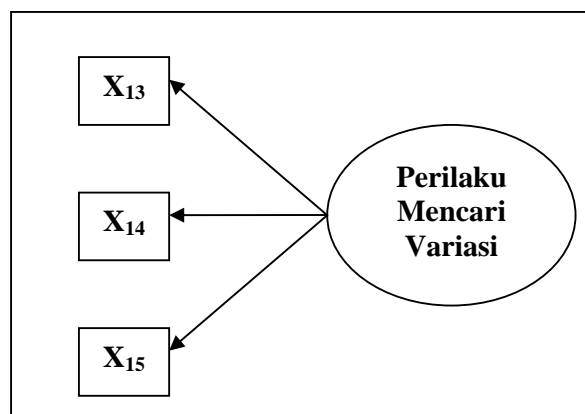 X13
Perilaku
Mencari
Variasi
X14
X15